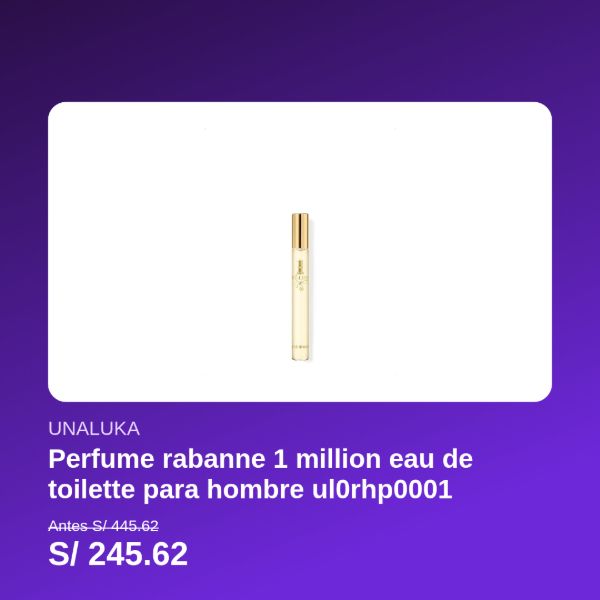 UNALUKA
Perfume rabanne 1 million eau de
toilette para hombre ul0rhp0001
Antes S/ 445.62
S/ 245.62